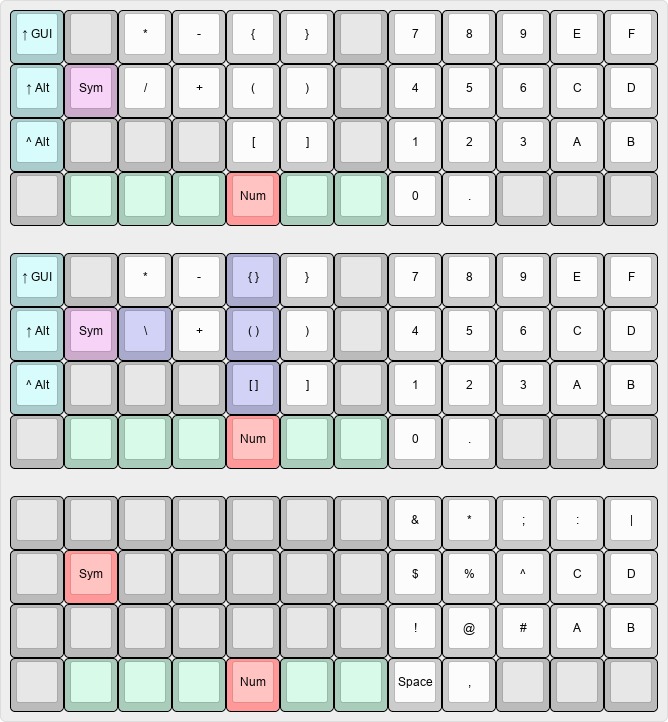 ↑ GUI * - { } 7 8 9 E F
↑ Alt Sym / + ( ) 4 5 6 C D
^ Alt [ ] 1 2 3 A B
Num 0 .
↑ GUI * - { } } 7 8 9 E F
↑ Alt Sym \ + ( ) ) 4 5 6 C D
^ Alt [ ] ] 1 2 3 A B
Num 0 .
& * ; : |
Sym $ % ^ C D
! @ # A B
Num Space ,